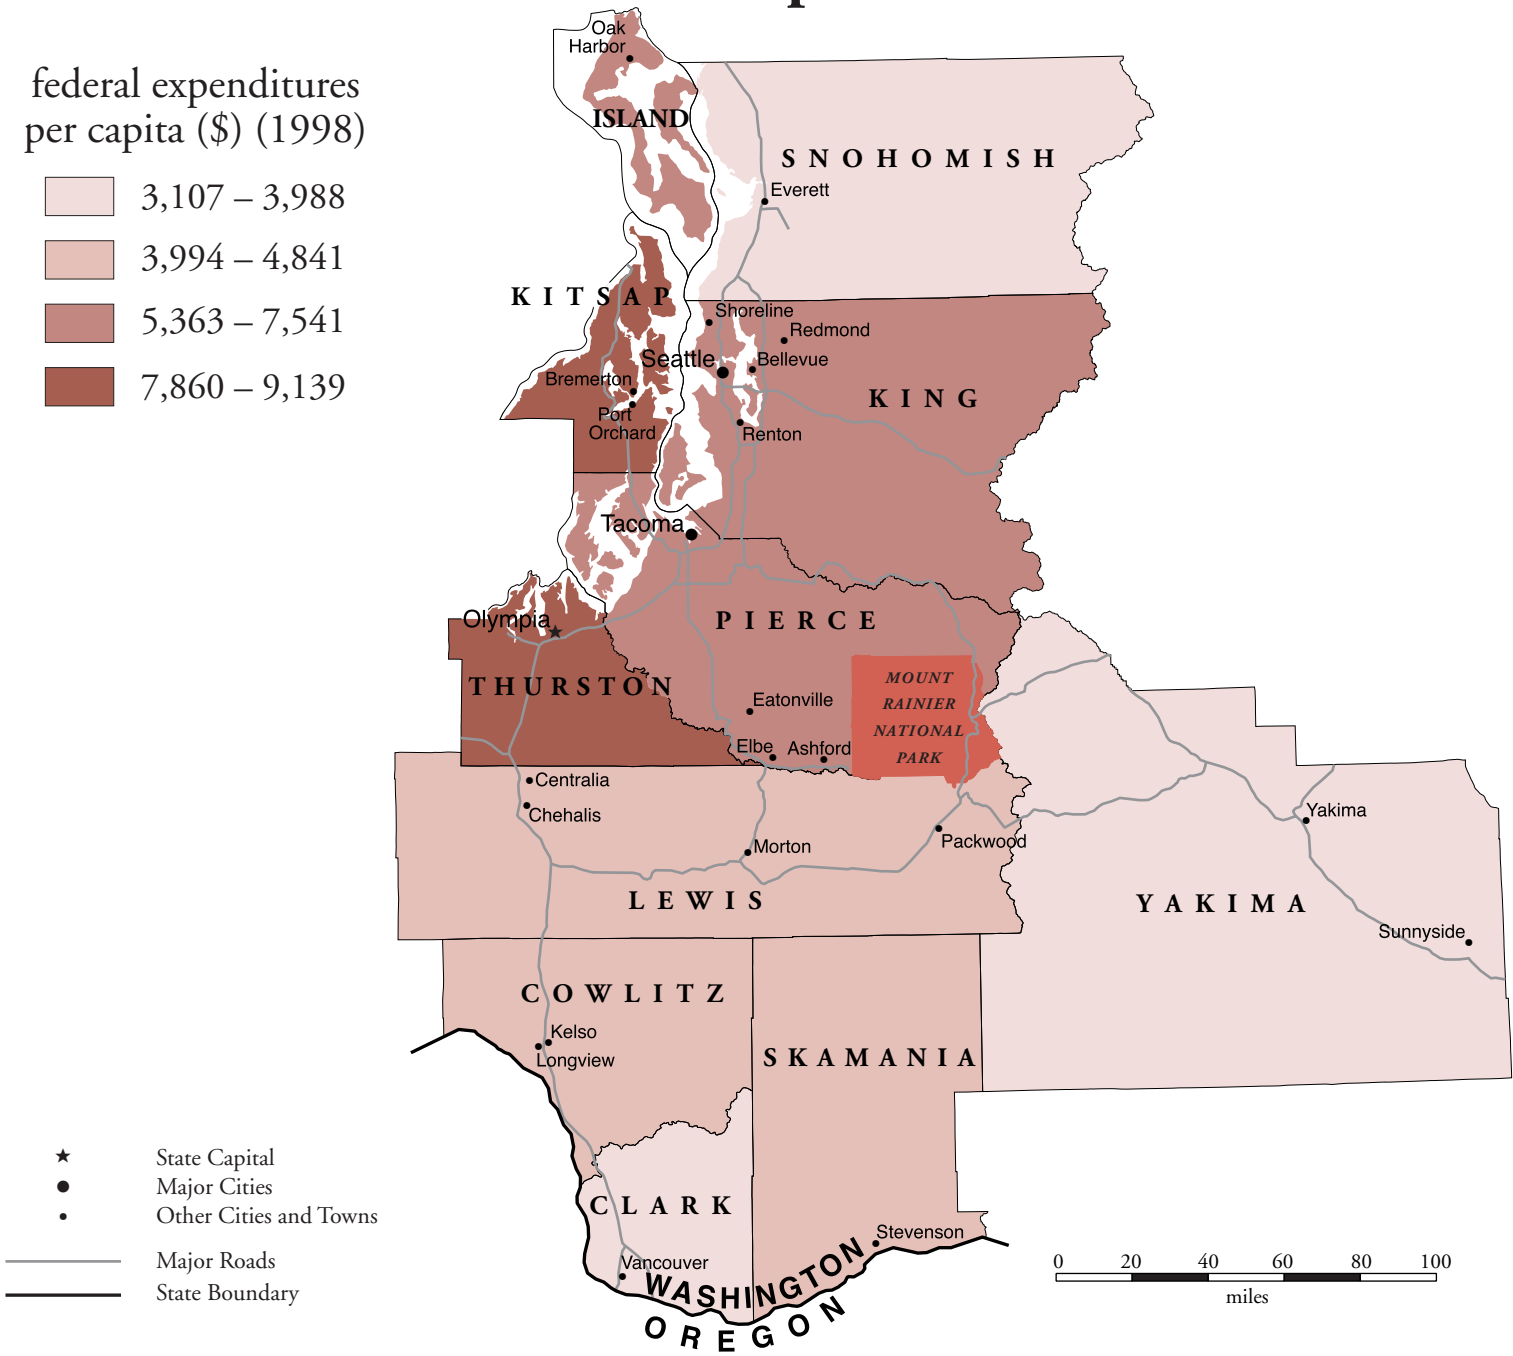 federal expenditures
per capita ($) (1998)
3,107 – 3,988
3,994 – 4,841
5,363 – 7,541
7,860 – 9,139
Oak
Harbor
ISLAND
SNOHOMISH
Everett
KITSAP
Shoreline
Redmond
Seattle
Bellevue
Bremerton
KING
Port
Orchard
Renton
Tacoma
Olympia
PIERCE
THURSTON
MOUNT
RAINIER
NATIONAL
PARK
Eatonville
Elbe
Ashford
Centralia
Chehalis
Morton
Packwood
Yakima
LEWIS
YAKIMA
Sunnyside
COWLITZ
Kelso
Longview
SKAMANIA
CLARK
Stevenson
Vancouver
WASHINGTON
OREGON
State Capital
Major Cities
Other Cities and Towns
Major Roads
State Boundary
0 20 40 60 80 100
miles